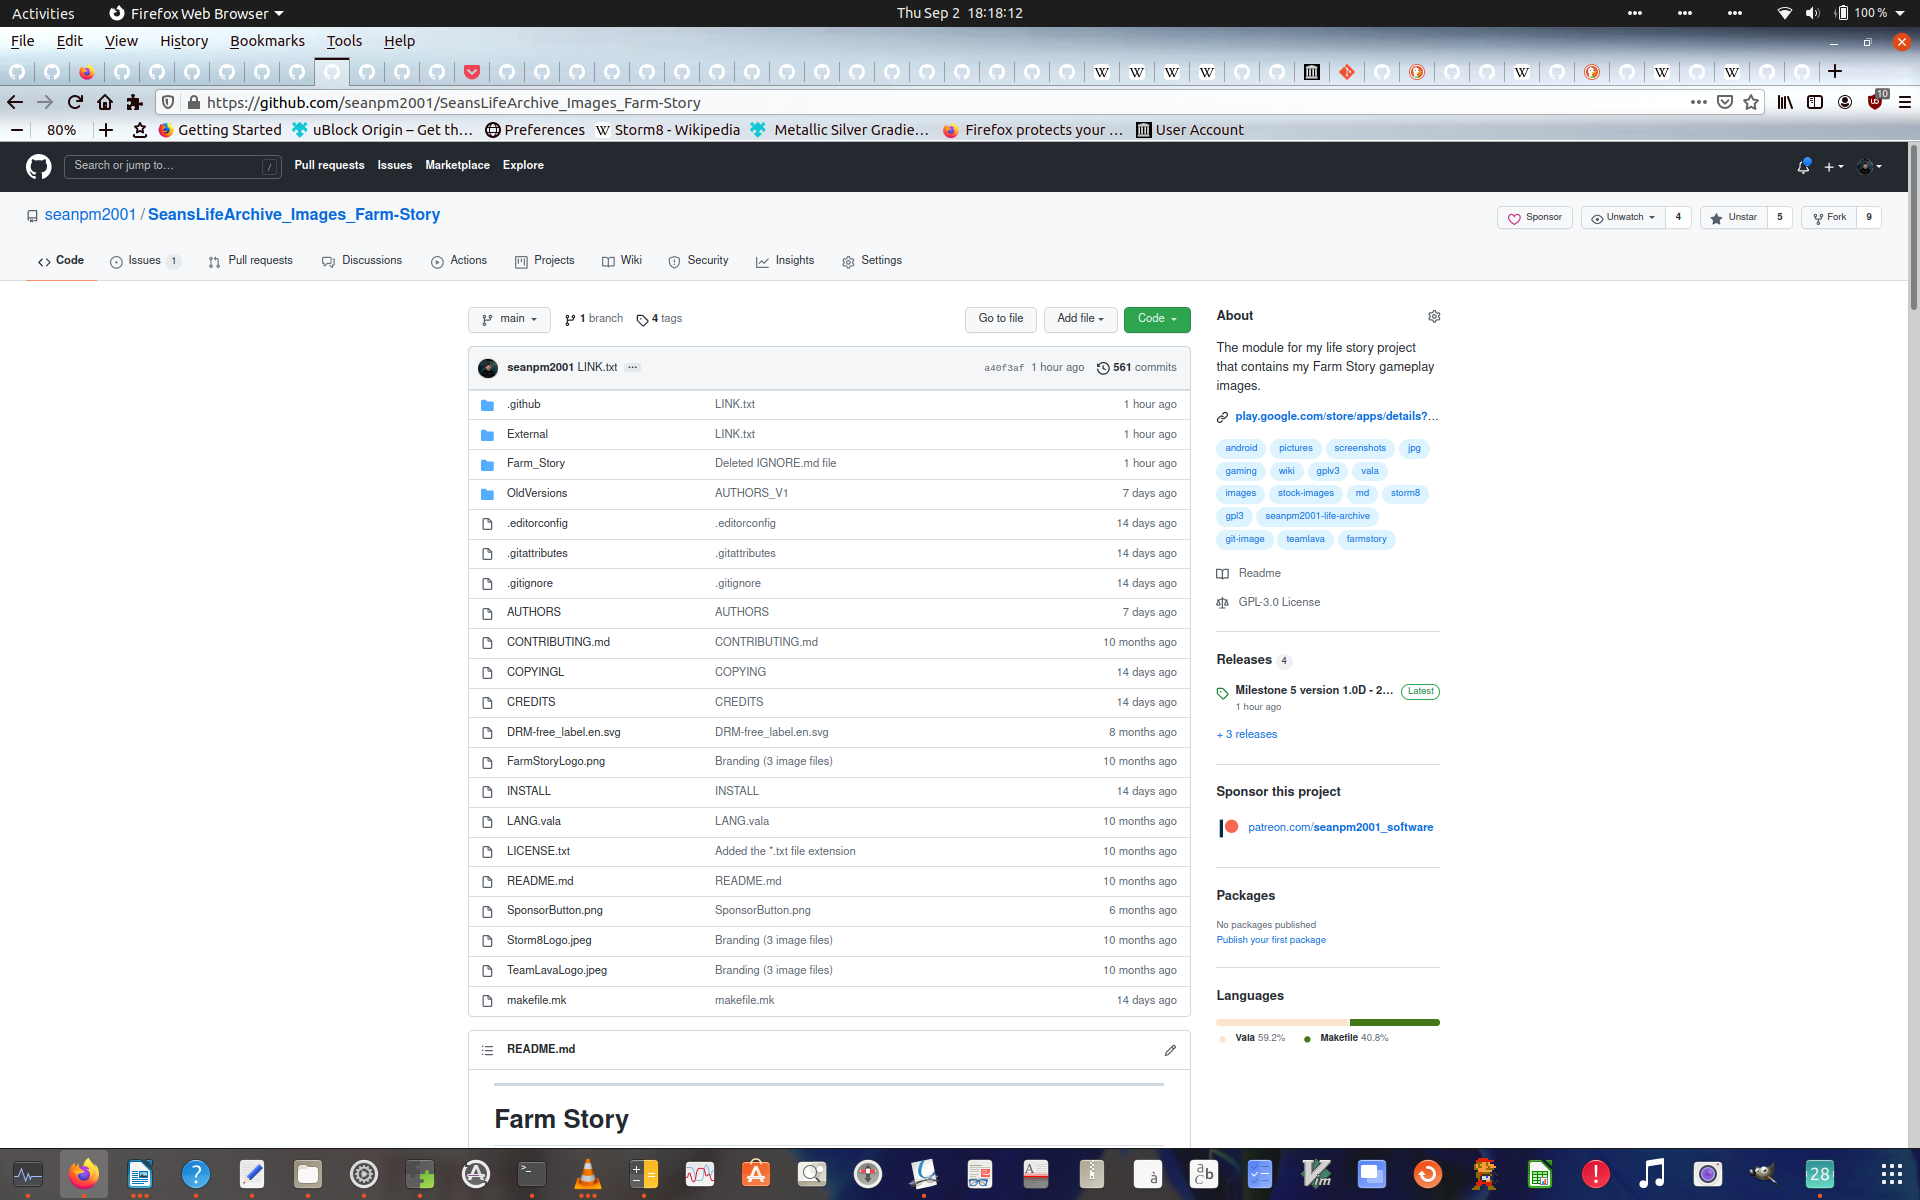 Activities Firefox Web Browser Thu Sep 2 18:18:12 100 %
File Edit View History Bookmarks Tools Help
https://github.com/seanpm2001/SeansLifeArchive_Images_Farm-Story 10
80% Getting Started uBlock Origin – Get th… Preferences Storm8 - Wikipedia Metallic Silver Gradie… Firefox protects your … User Account
Search or jump to… / Pull requests Issues Marketplace Explore
seanpm2001 / SeansLifeArchive_Images_Farm-Story Sponsor Unwatch 4 Unstar 5 Fork 9
Code Issues 1 Pull requests Discussions Actions Projects Wiki Security Insights Settings
main 1 branch 4 tags Go to file Add file Code
seanpm2001 LINK.txt ... a40f3af 1 hour ago 561 commits
.github LINK.txt 1 hour ago
External LINK.txt 1 hour ago
Farm_Story Deleted IGNORE.md file 1 hour ago
OldVersions AUTHORS_V1 7 days ago
.editorconfig .editorconfig 14 days ago
.gitattributes .gitattributes 14 days ago
.gitignore .gitignore 14 days ago
AUTHORS AUTHORS 7 days ago
CONTRIBUTING.md CONTRIBUTING.md 10 months ago
COPYINGL COPYING 14 days ago
CREDITS CREDITS 14 days ago
DRM-free_label.en.svg DRM-free_label.en.svg 8 months ago
FarmStoryLogo.png Branding (3 image files) 10 months ago
INSTALL INSTALL 14 days ago
LANG.vala LANG.vala 10 months ago
LICENSE.txt Added the *.txt file extension 10 months ago
README.md README.md 10 months ago
SponsorButton.png SponsorButton.png 6 months ago
Storm8Logo.jpeg Branding (3 image files) 10 months ago
TeamLavaLogo.jpeg Branding (3 image files) 10 months ago
makefile.mk makefile.mk 14 days ago
README.md
Farm Story
About
The module for my life story project
that contains my Farm Story gameplay
images.
play.google.com/store/apps/details?…
android pictures screenshots jpg
gaming wiki gplv3 vala
images stock-images md storm8
gpl3 seanpm2001-life-archive
git-image teamlava farmstory
Readme
GPL-3.0 License
Releases 4
Milestone 5 version 1.0D - 2… Latest
1 hour ago
+ 3 releases
Sponsor this project
patreon.com/seanpm2001_software
Packages
No packages published
Publish your first package
Languages
Vala 59.2% Makefile 40.8%
28